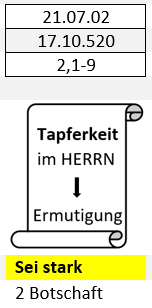 21.07.02
17.10.520
2,1-9
Tapferkeit
im HERRN
Ermutigung
Sei stark
2 Botschaft